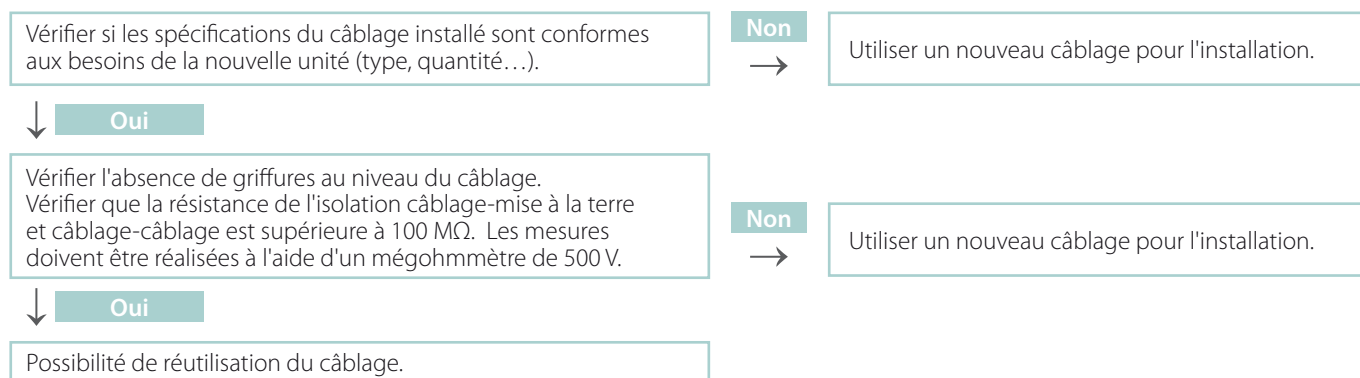 Vérifier si les spécifications du câblage installé sont conformes
aux besoins de la nouvelle unité (type, quantité…).
Non
→
Utiliser un nouveau câblage pour l'installation.
↓ Oui
Vérifier l'absence de griffures au niveau du câblage.
Vérifier que la résistance de l'isolation câblage-mise à la terre
et câblage-câblage est supérieure à 100 MΩ. Les mesures
doivent être réalisées à l'aide d'un mégohmmètre de 500 V.
Non
→
Utiliser un nouveau câblage pour l'installation.
↓ Oui
Possibilité de réutilisation du câblage.